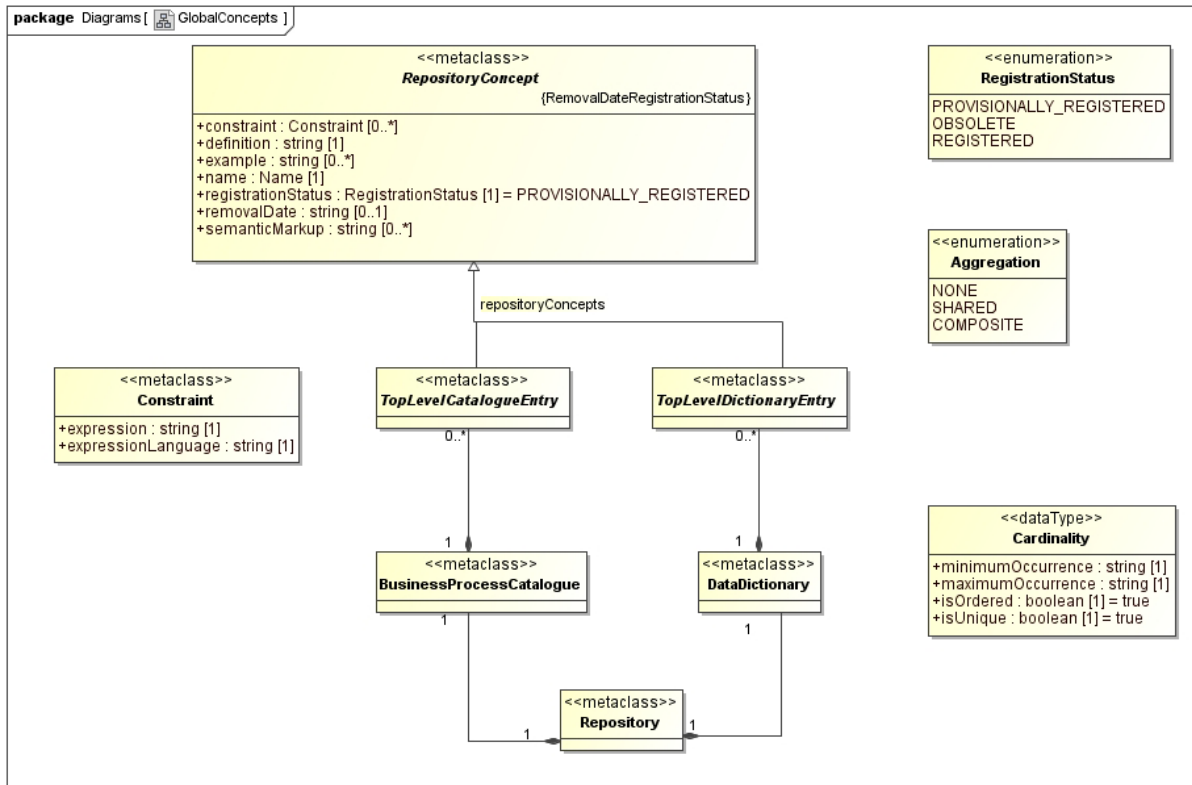 package Diagrams [ GlobalConcepts ]
<<metaclass>>
RepositoryConcept
{RemovalDateRegistrationStatus}
+constraint : Constraint [0..*]
+definition : string [1]
+example : string [0..*]
+name : Name [1]
+registrationStatus : RegistrationStatus [1] = PROVISIONALLY_REGISTERED
+removalDate : string [0..1]
+semanticMarkup : string [0..*]
<<enumeration>>
RegistrationStatus
PROVISIONALLY_REGISTERED
OBSOLETE
REGISTERED
<<enumeration>>
Aggregation
NONE
SHARED
COMPOSITE
repositoryConcepts
<<metaclass>>
Constraint
+expression : string [1]
+expressionLanguage : string [1]
<<metaclass>>
TopLevelCatalogueEntry
0..*
<<metaclass>>
TopLevelDictionaryEntry
0..*
1
<<metaclass>>
BusinessProcessCatalogue
1
1
<<metaclass>>
DataDictionary
1
<<dataType>>
Cardinality
+minimumOccurrence : string [1]
+maximumOccurrence : string [1]
+isOrdered : boolean [1] = true
+isUnique : boolean [1] = true
<<metaclass>>
Repository
1
1